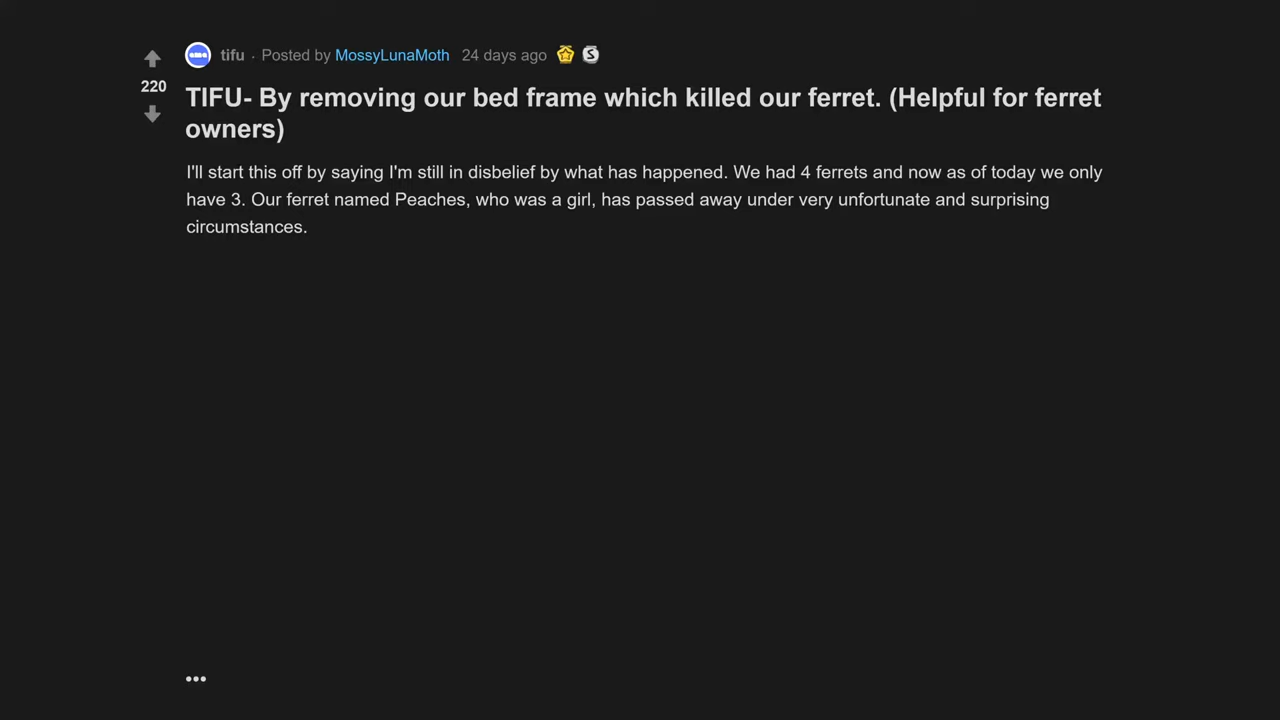 tifu · Posted by MossyLunaMoth 24 days ago
220
TIFU- By removing our bed frame which killed our ferret. (Helpful for ferret
owners)
I'll start this off by saying I'm still in disbelief by what has happened. We had 4 ferrets and now as of today we only
have 3. Our ferret named Peaches, who was a girl, has passed away under very unfortunate and surprising
circumstances.
•••